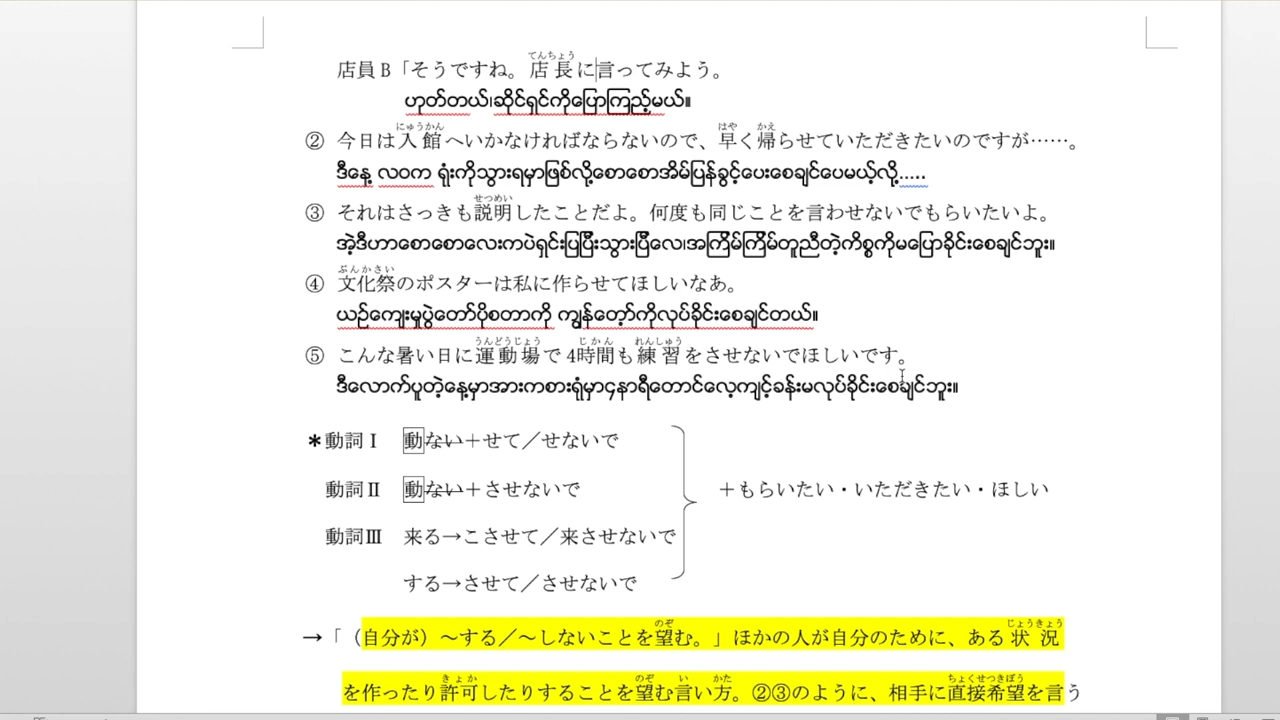 店員B「そうですね。店長に言ってみよう。
ဟုတ်တယ်၊ဆိုင်ရှင်ကိုပြောကြည့်မယ်။
② 今日は入館へいかなければならないので、早く帰らせていただきたいのですが……。
ဒီနေ့ လဝက ရုံးကိုသွားရမှာဖြစ်လို့စောစောအိမ်ပြန်ခွင့်ပေးစေချင်ပေမယ့်လို့.....
③ それはさっきも説明したことだよ。何度も同じことを言わせないでもらいたいよ。
အဲ့ဒီဟာစောစောလေးကပဲရှင်းပြပြီးသွားပြီလေ၊အကြိမ်ကြိမ်တူညီတဲ့ကိစ္စကိုမပြောခိုင်းစေချင်ဘူး။
④ 文化祭のポスターは私に作らせてほしいなあ。
ယဉ်ကျေးမှုပွဲတော်ပိုစတာကို ကျွန်တော့်ကိုလုပ်ခိုင်းစေချင်တယ်။
⑤ こんな暑い日に運動場で4時間も練習をさせないでほしいです。
ဒီလောက်ပူတဲ့နေ့မှာအားကစားရုံမှာ၄နာရီတောင်လေ့ကျင့်ခန်းမလုပ်ခိုင်းစေချင်ဘူး။
＊動詞Ⅰ 動ない＋せて／せないで
動詞Ⅱ 動ない＋させないで ＋もらいたい・いただきたい・ほしい
動詞Ⅲ 来る→こさせて／来させないで
する→させて／させないで
→「（自分が）～する／～しないことを望む。」ほかの人が自分のために、ある状況
を作ったり許可したりすることを望む言い方。②③のように、相手に直接希望を言う